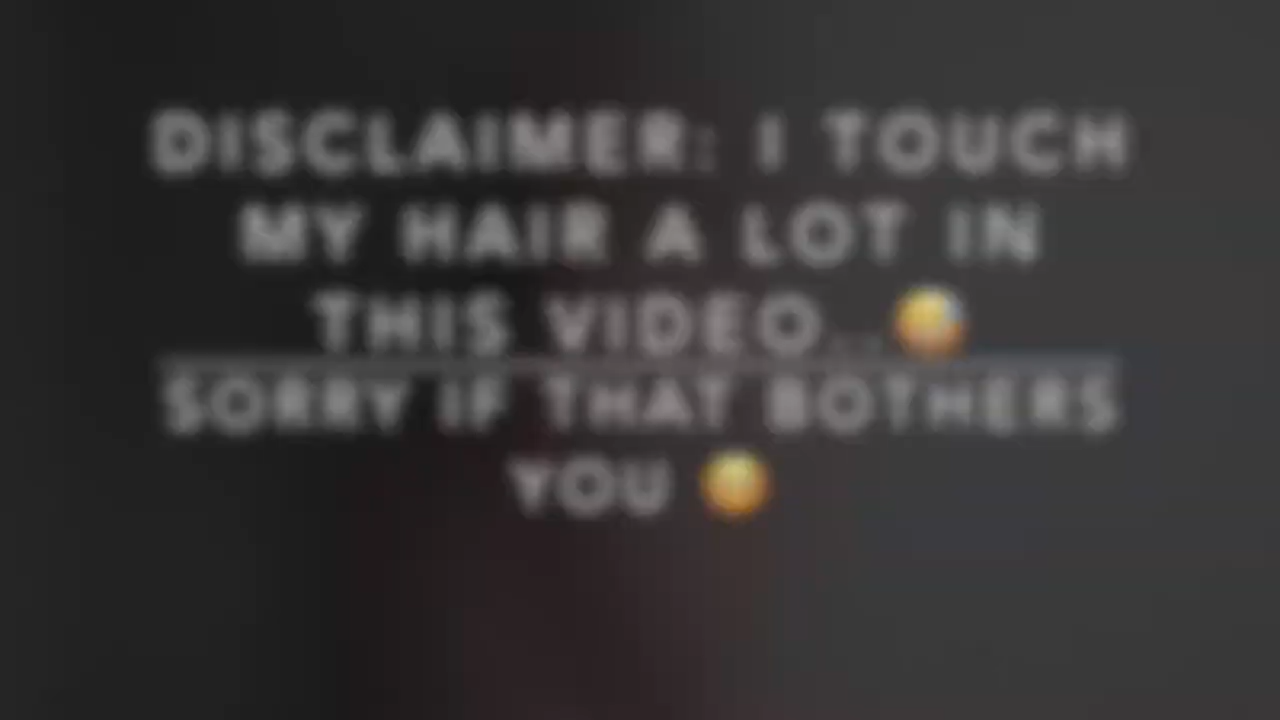 DISCLAIMER: I TOUCH
MY HAIR A LOT IN
THIS VIDEO..😅
SORRY IF THAT BOTHERS
YOU 😅